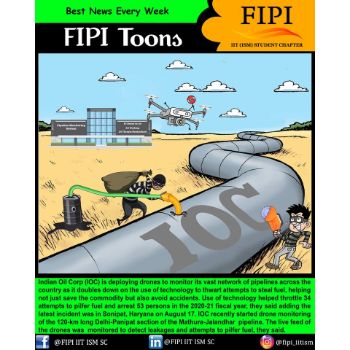 Best News Every Week
FIPI Toons
FIPI
IIT (ISM) STUDENT CHAPTER
IOC
Indian Oil Corp (IOC) is deploying drones to monitor its vast network of pipelines across the
country as it doubles down on the use of technology to thwart attempts to steal fuel, helping
not just save the commodity but also avoid accidents. Use of technology helped throttle 34
attempts to pilfer fuel and arrest 53 persons in the 2020-21 fiscal year, they said adding the
latest incident was in Sonipat, Haryana on August 17. IOC recently started drone monitoring
of the 120-km long Delhi-Panipat section of the Mathura-Jalandhar pipeline. The live feed of
the drones was monitored to detect leakages and attempts to pilfer fuel, they said.
@FIPI IIT ISM SC
@FIPI IIT ISM SC
@fipi_iitism